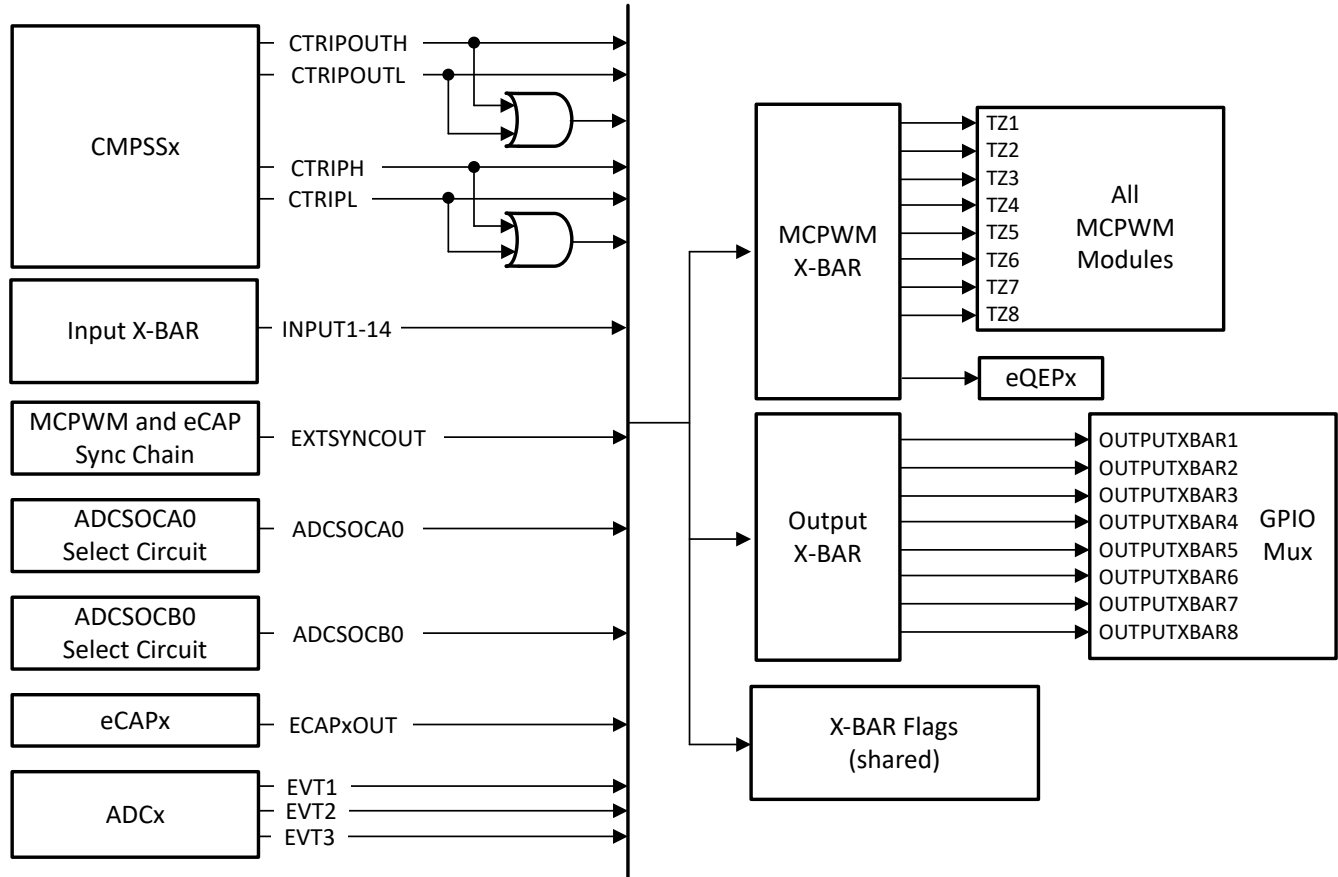 CMPSSx
CTRIPOUTH
CTRIPOUTL
CTRIPH
CTRIPL
Input X-BAR
INPUT1-14
MCPWM and eCAP
Sync Chain
EXTSYNCOUT
ADCSOCA0
Select Circuit
ADCSOCA0
ADCSOCB0
Select Circuit
ADCSOCB0
eCAPx
ECAPxOUT
ADCx
EVT1
EVT2
EVT3
MCPWM
X-BAR
TZ1
TZ2
TZ3
TZ4
TZ5
TZ6
TZ7
TZ8
All
MCPWM
Modules
eQEPx
Output
X-BAR
OUTPUTXBAR1
OUTPUTXBAR2
OUTPUTXBAR3
OUTPUTXBAR4
OUTPUTXBAR5
OUTPUTXBAR6
OUTPUTXBAR7
OUTPUTXBAR8
GPIO
Mux
X-BAR Flags
(shared)